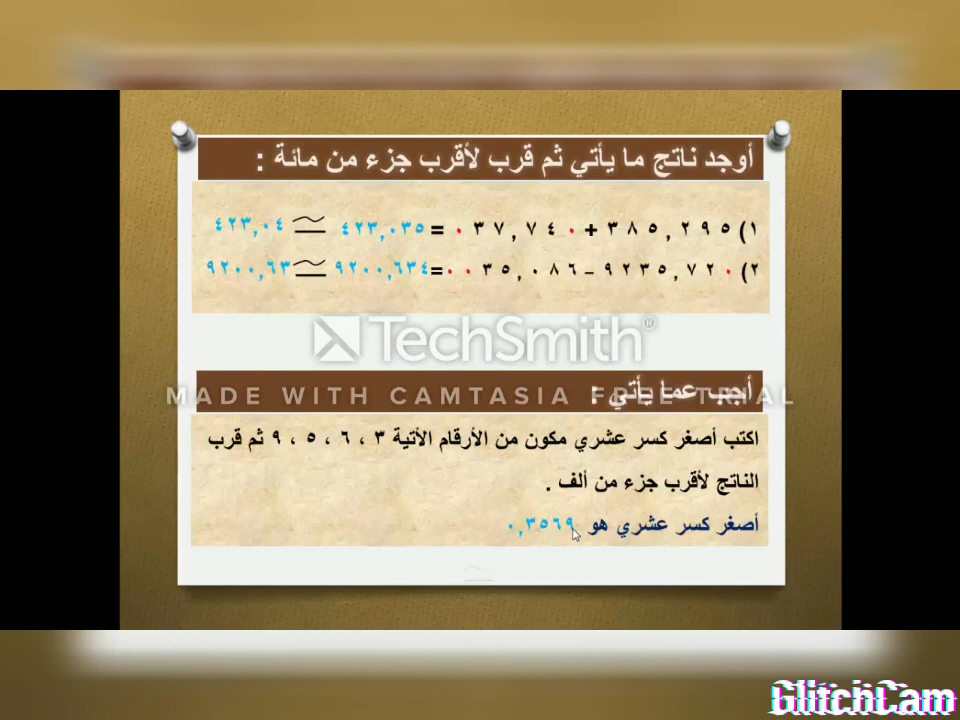 أوجد ناتج ما يأتي ثم قرب لأقرب جزء من مائة :
١) ٣٨٥,٢٩٥ + ٠٣٧,٧٤٠ = ٤٢٣,٠٣٥ ≃ ٤٢٣,٠٤
٢) ٩٢٣٥,٧٢٠ – ٠٠٣٥,٠٨٦ = ٩٢٠٠,٦٣٤ ≃ ٩٢٠٠,٦٣
TechSmith®
MADE WITH CAMTASIA FREE TRIAL
أجب عما يأتي :
اكتب أصغر كسر عشري مكون من الأرقام الأتية ٣ ، ٦ ، ٥ ، ٩ ثم قرب
الناتج لأقرب جزء من ألف .
أصغر كسر عشري هو ٠,٣٥٦٩
GlitchCam